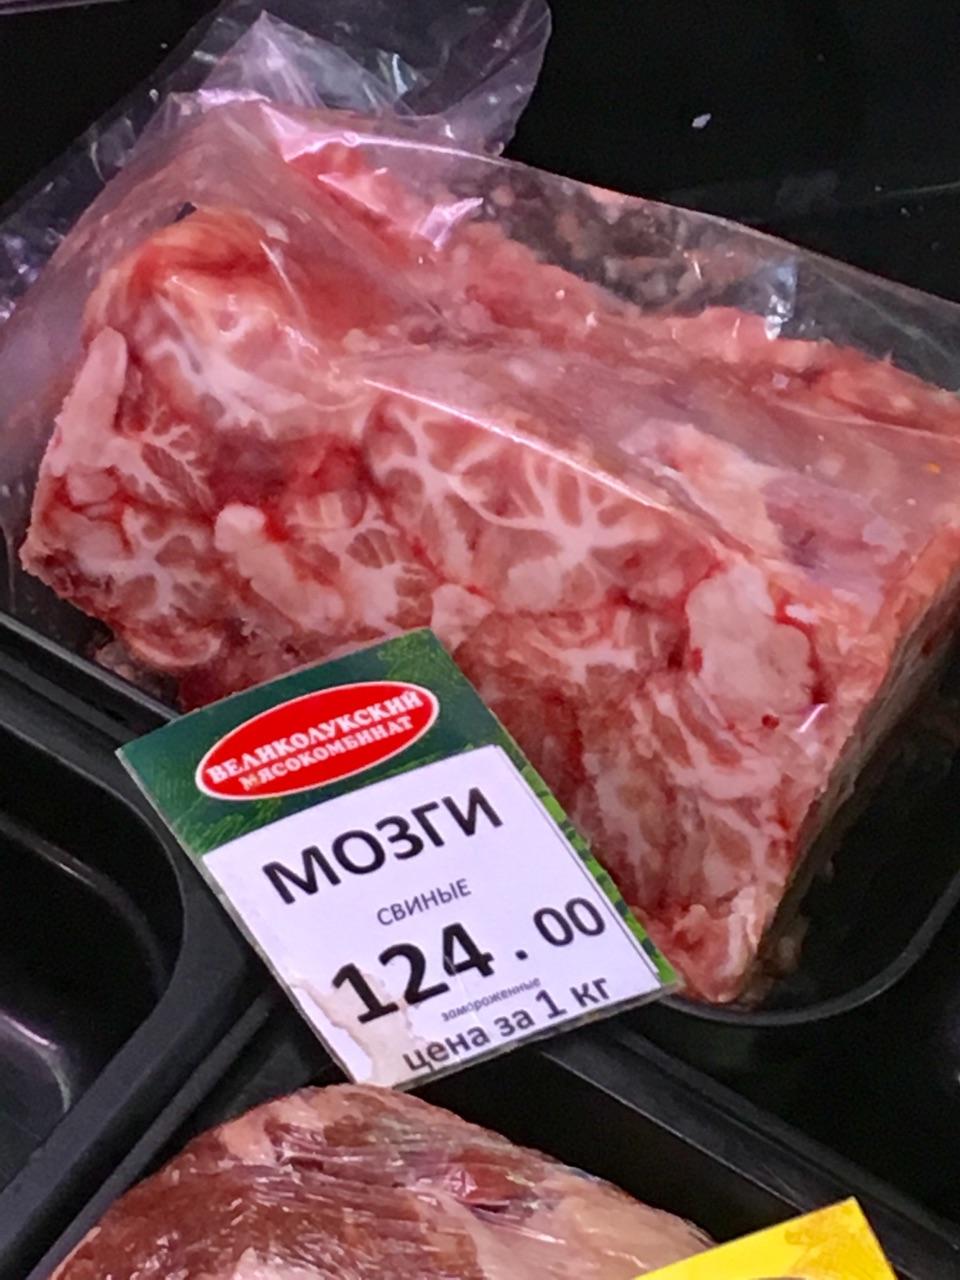 ВЕЛИКОЛУКСКИЙ
МЯСОКОМБИНАТ
МОЗГИ
СВИНЫЕ
124.00
замороженные
цена за 1 кг